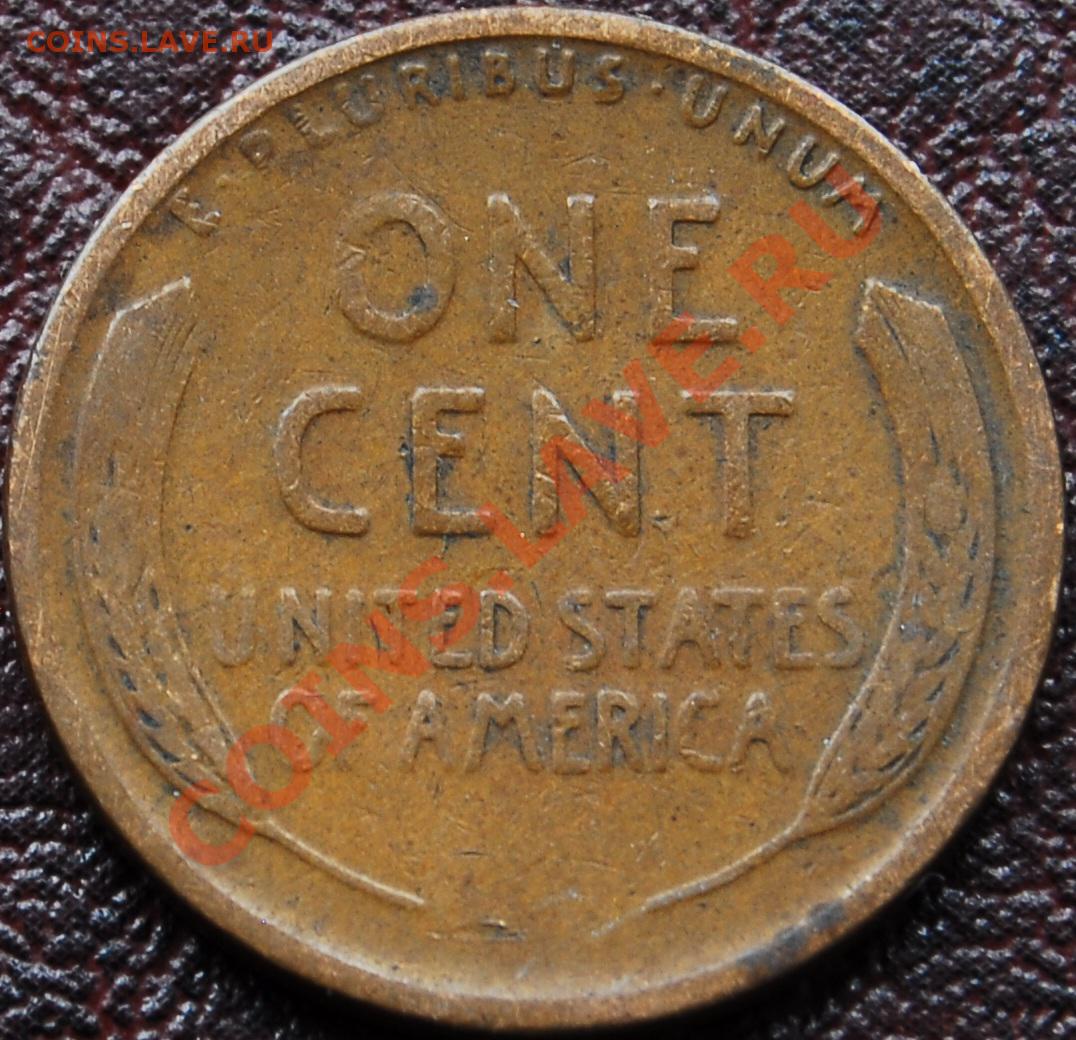 COINS.LAVE.RU
E·PLURIBUS·UNUM
ONE
CENT
UNITED STATES
OF AMERICA
COINS.LAVE.RU